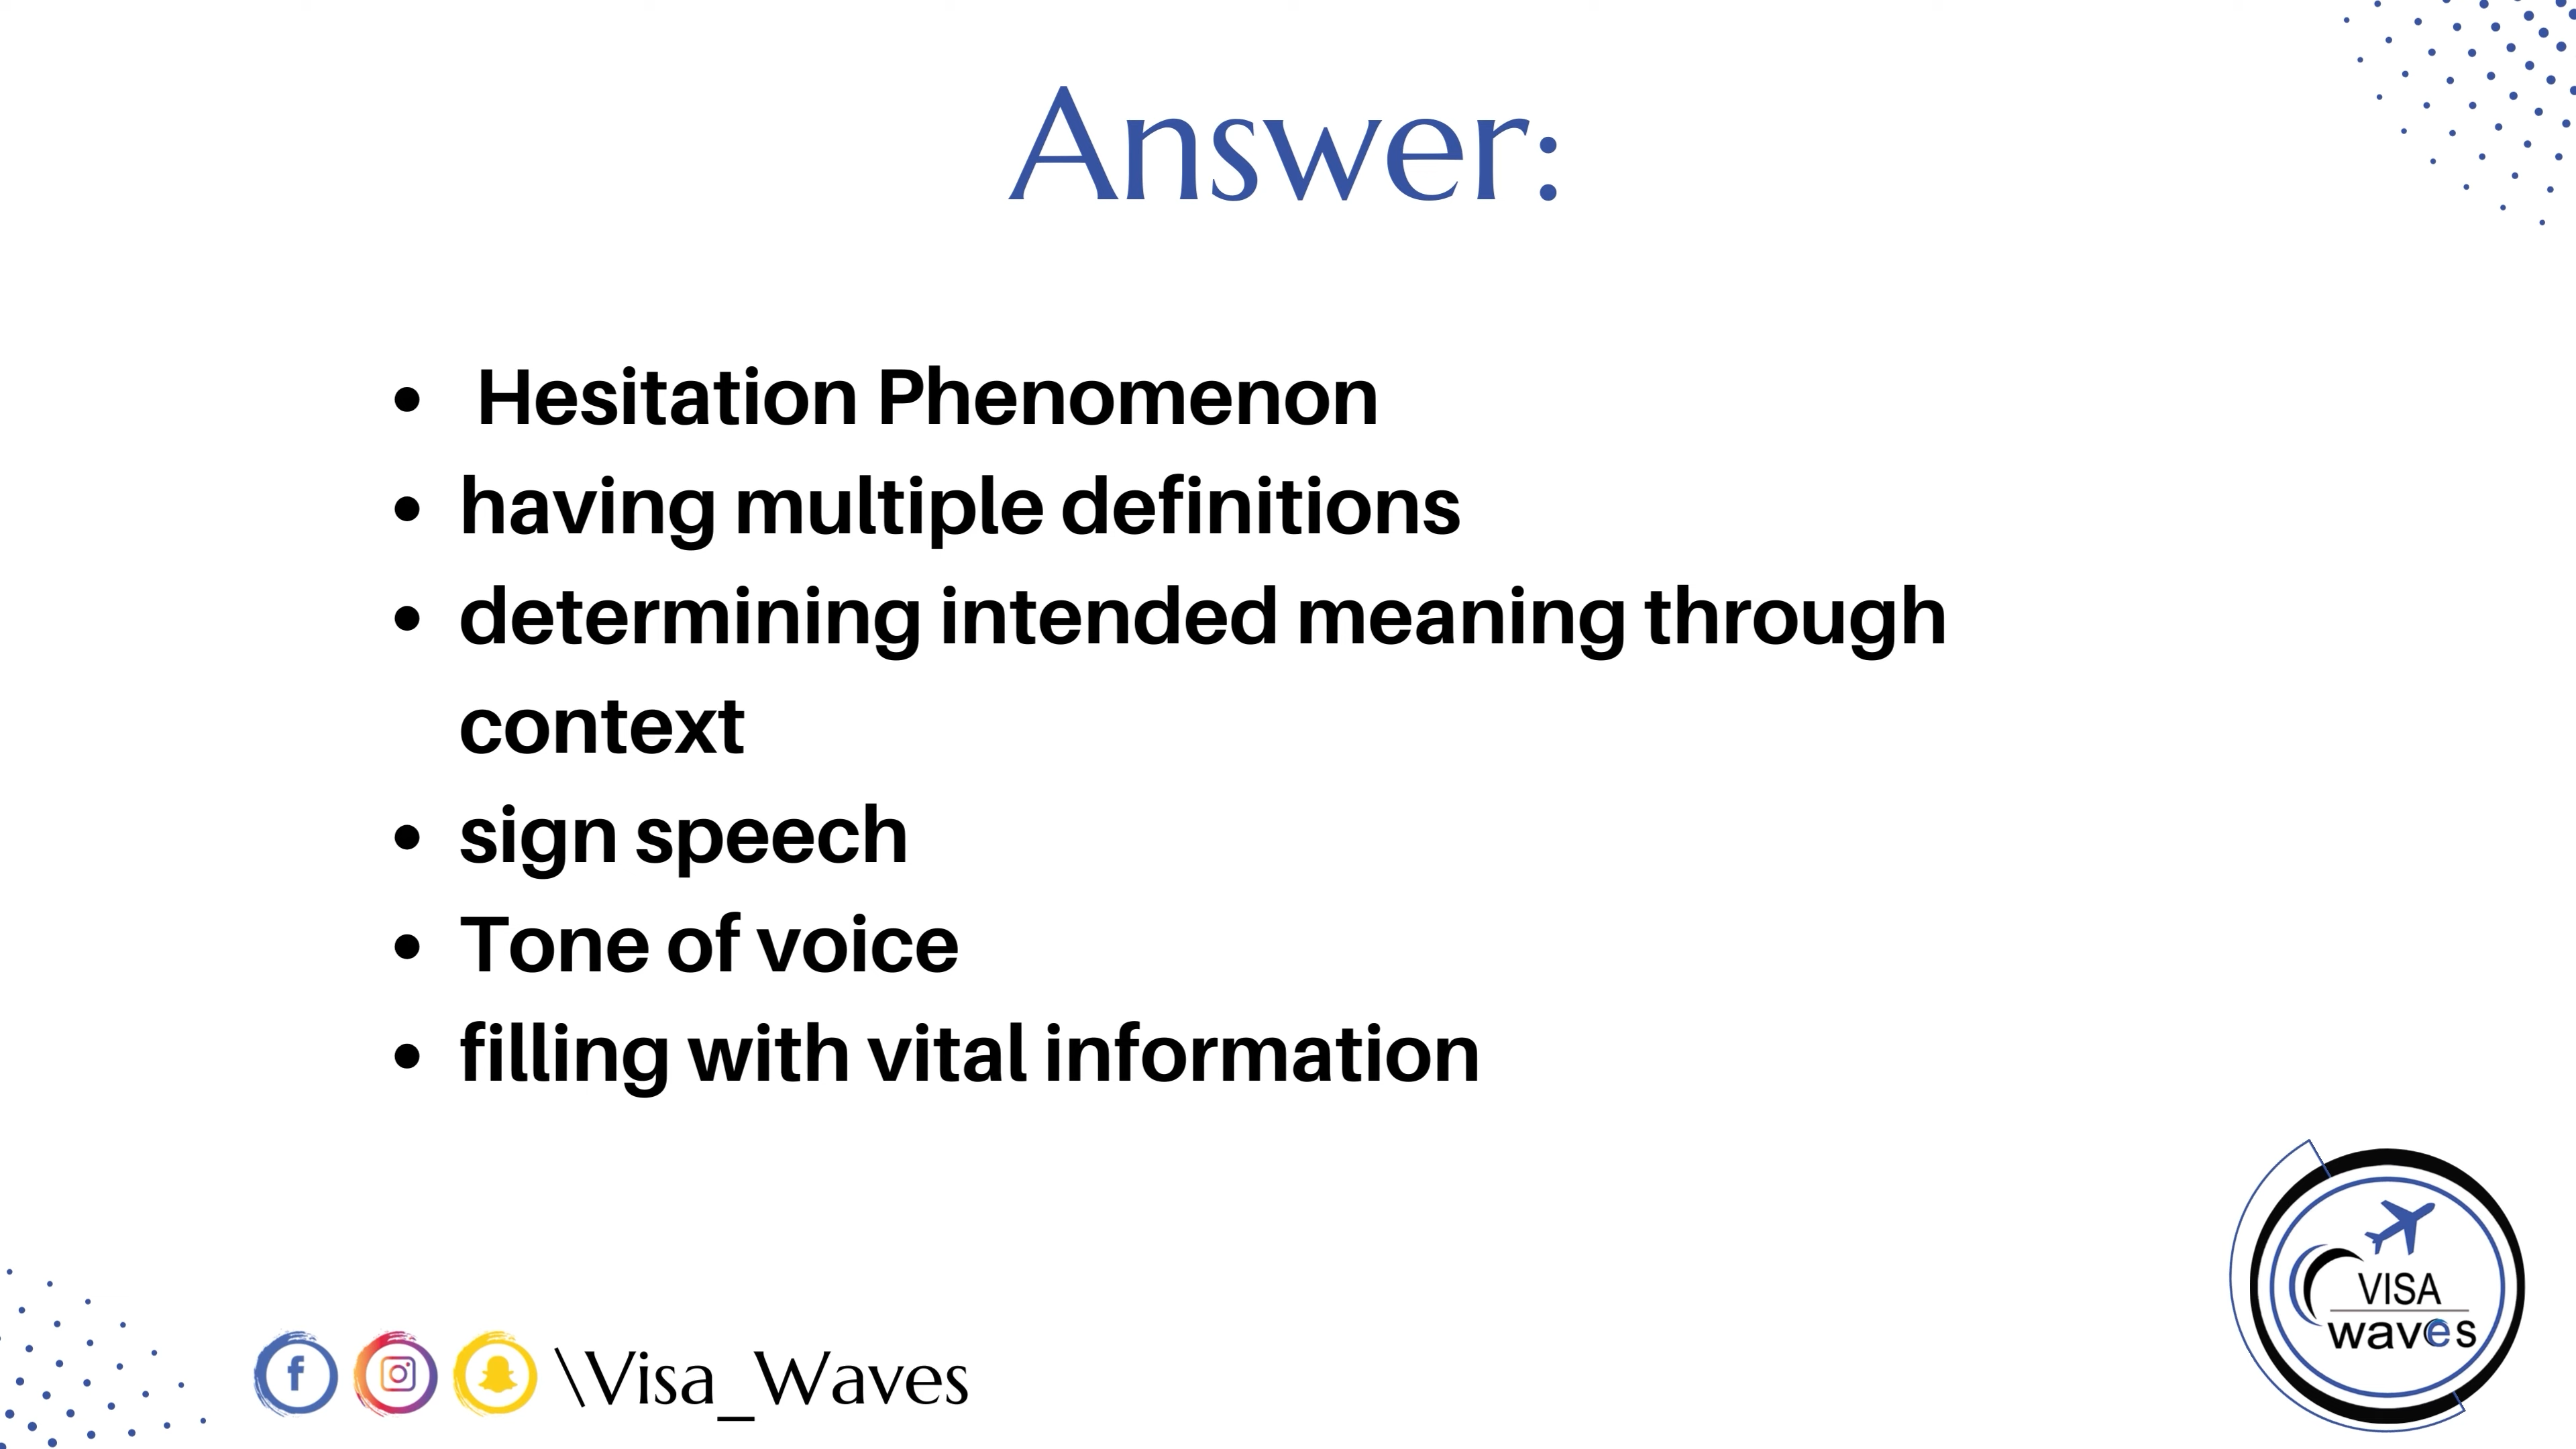 Answer:
• Hesitation Phenomenon
• having multiple definitions
• determining intended meaning through
context
• sign speech
• Tone of voice
• filling with vital information
VISA
waves
\Visa_Waves